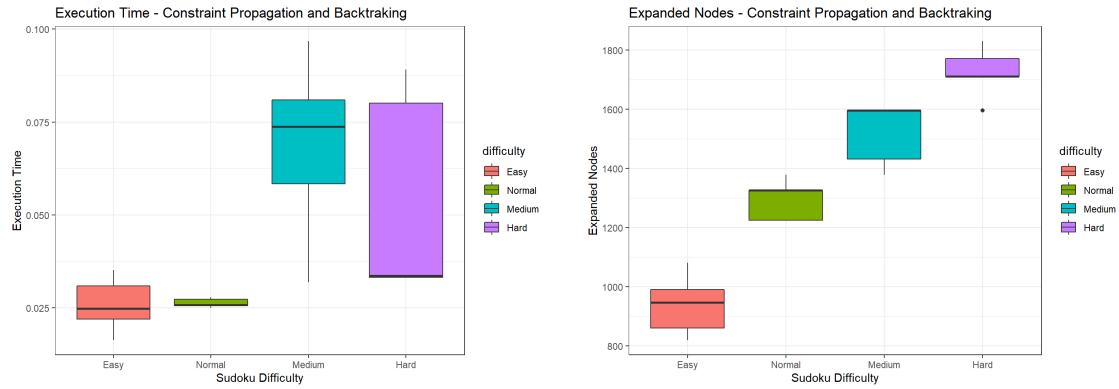 Execution Time - Constraint Propagation and Backtraking
0.100
0.075
0.050
0.025
Execution Time
Easy
Normal
Medium
Hard
Sudoku Difficulty
difficulty
Easy
Normal
Medium
Hard
Expanded Nodes - Constraint Propagation and Backtraking
1800
1600
1400
1200
1000
800
Expanded Nodes
Easy
Normal
Medium
Hard
Sudoku Difficulty
difficulty
Easy
Normal
Medium
Hard